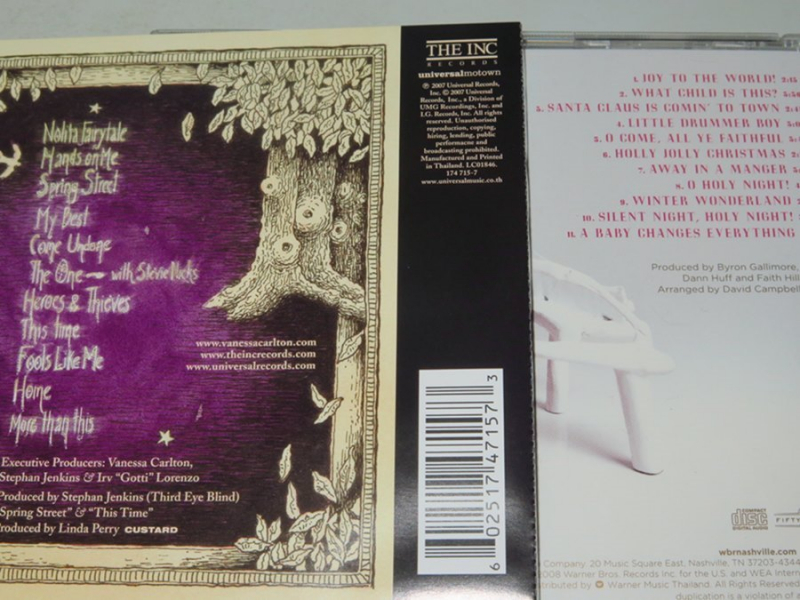 Nolita Fairytale
Hands on Me
Spring Street
My Best
Come Undone
The One — with Stevie Nicks
Heroes & Thieves
This Time
Fools Like Me
Home
More than this
www.vanessacarlton.com
www.theincrecords.com
www.universalrecords.com
Executive Producers: Vanessa Carlton,
Stephan Jenkins & Irv "Gotti" Lorenzo
Produced by Stephan Jenkins (Third Eye Blind)
Spring Street" & "This Time"
Produced by Linda Perry CUSTARD
THE INC
RECORDS
universalmotown
℗ 2007 Universal Records,
Inc. © 2007 Universal
Records, Inc., a Division of
UMG Recordings, Inc. and
I.G. Records, Inc. All rights
reserved. Unauthorized
reproduction, copying,
hiring, lending, public
performacne and
broadcasting prohibited.
Manufactured and Printed
in Thailand. LC01846.
174 715-7
www.universalmusic.co.th
6 02517 47157 3
1. JOY TO THE WORLD!
2. WHAT CHILD IS THIS?
3. SANTA CLAUS IS COMIN' TO TOWN
4. LITTLE DRUMMER BOY
5. O COME, ALL YE FAITHFUL
6. HOLLY JOLLY CHRISTMAS
7. AWAY IN A MANGER
8. O HOLY NIGHT!
9. WINTER WONDERLAND
10. SILENT NIGHT, HOLY NIGHT!
11. A BABY CHANGES EVERYTHING
Produced by Byron Gallimore,
Dann Huff and Faith Hill
Arranged by David Campbell
COMPACT
disc
DIGITAL AUDIO
wbrnashville.com
Company, 20 Music Square East, Nashville, TN 37203-4344
2008 Warner Bros. Records Inc. for the U.S. and WEA
by Warner Music Thailand. All Rights
duplication is a violation of